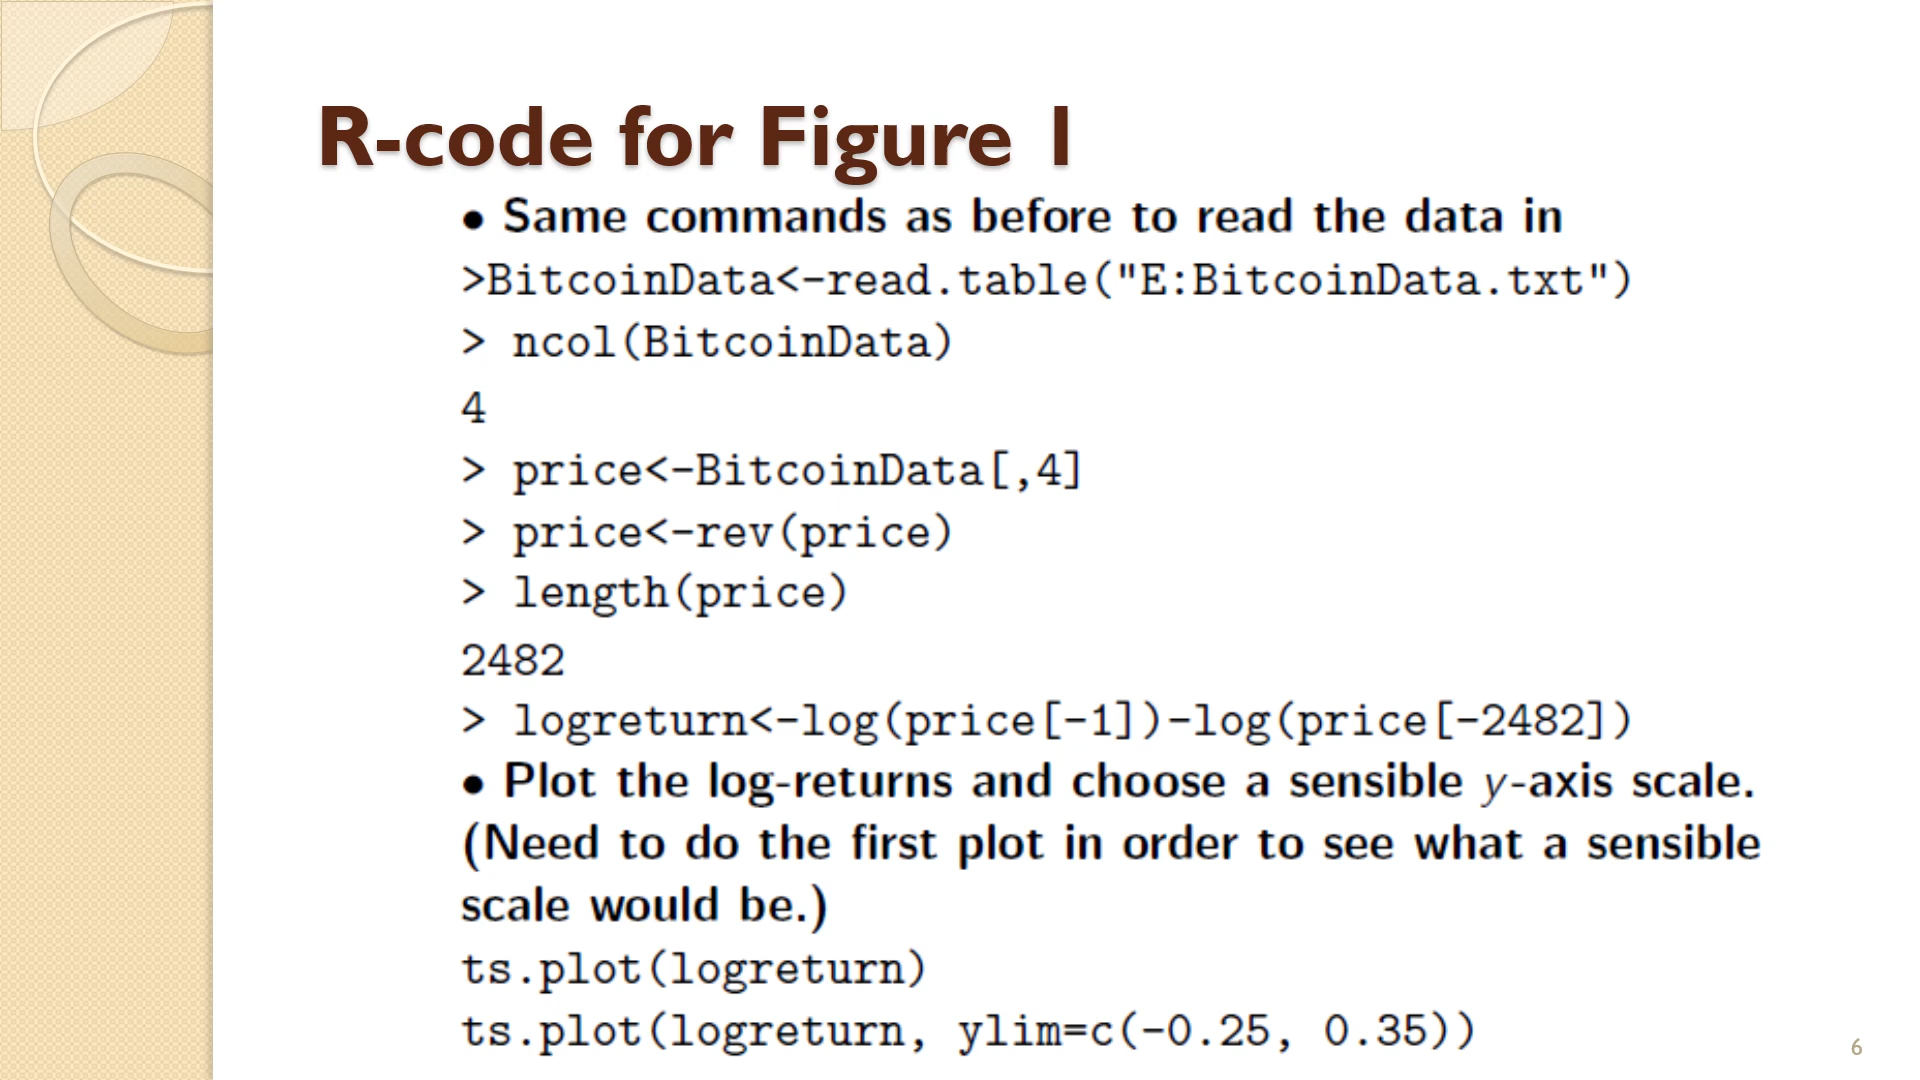 R-code for Figure 1
• Same commands as before to read the data in
>BitcoinData<-read.table("E:BitcoinData.txt")
> ncol(BitcoinData)
4
> price<-BitcoinData[,4]
> price<-rev(price)
> length(price)
2482
> logreturn<-log(price[-1])-log(price[-2482])
• Plot the log-returns and choose a sensible y-axis scale.
(Need to do the first plot in order to see what a sensible
scale would be.)
ts.plot(logreturn)
ts.plot(logreturn, ylim=c(-0.25, 0.35))
6